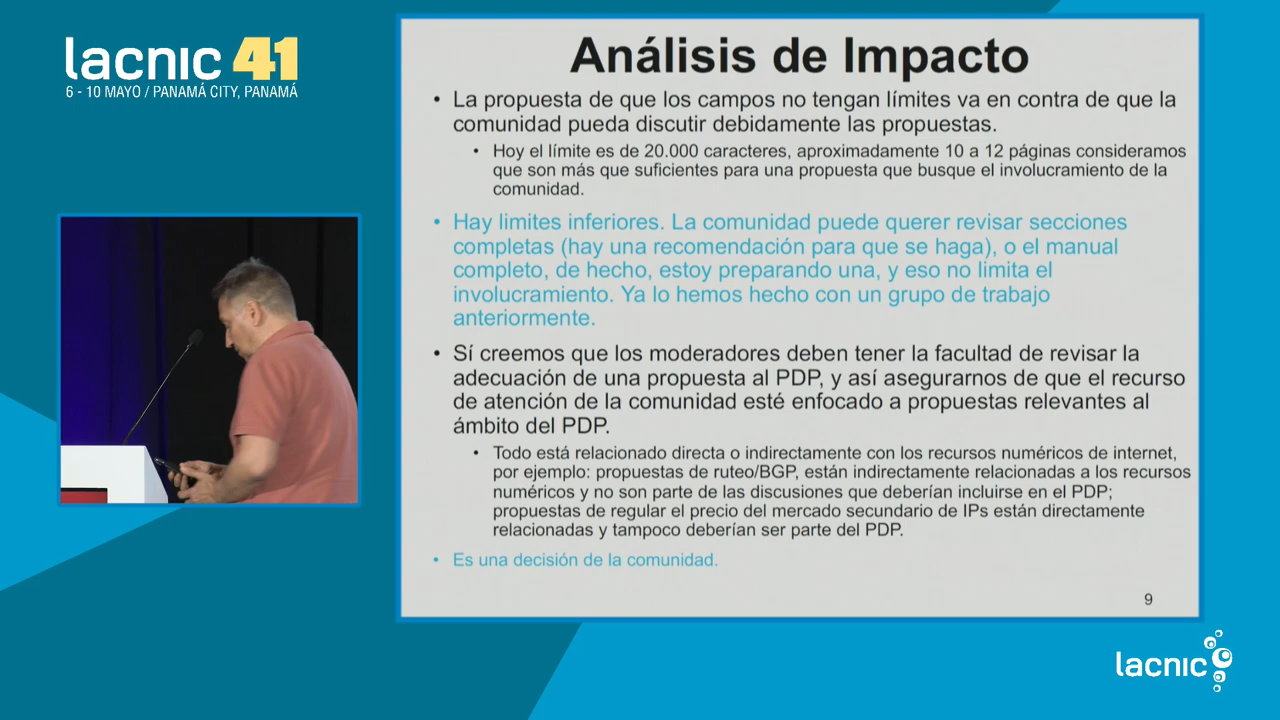 lacnic 41
6 - 10 MAYO / PANAMÁ CITY, PANAMÁ
Análisis de Impacto
• La propuesta de que los campos no tengan límites va en contra de que la
comunidad pueda discutir debidamente las propuestas.
• Hoy el límite es de 20.000 caracteres, aproximadamente 10 a 12 páginas consideramos
que son más que suficientes para una propuesta que busque el involucramiento de la
comunidad.
• Hay limites inferiores. La comunidad puede querer revisar secciones
completas (hay una recomendación para que se haga), o el manual
completo, de hecho, estoy preparando una, y eso no limita el
involucramiento. Ya lo hemos hecho con un grupo de trabajo
anteriormente.
• Sí creemos que los moderadores deben tener la facultad de revisar la
adecuación de una propuesta al PDP, y así asegurarnos de que el recurso
de atención de la comunidad esté enfocado a propuestas relevantes al
ámbito del PDP.
• Todo está relacionado directa o indirectamente con los recursos numéricos de internet,
por ejemplo: propuestas de ruteo/BGP, están indirectamente relacionadas a los recursos
numéricos y no son parte de las discusiones que deberían incluirse en el PDP;
propuestas de regular el precio del mercado secundario de IPs están directamente
relacionadas y tampoco deberían ser parte del PDP.
• Es una decisión de la comunidad.
9
lacnic